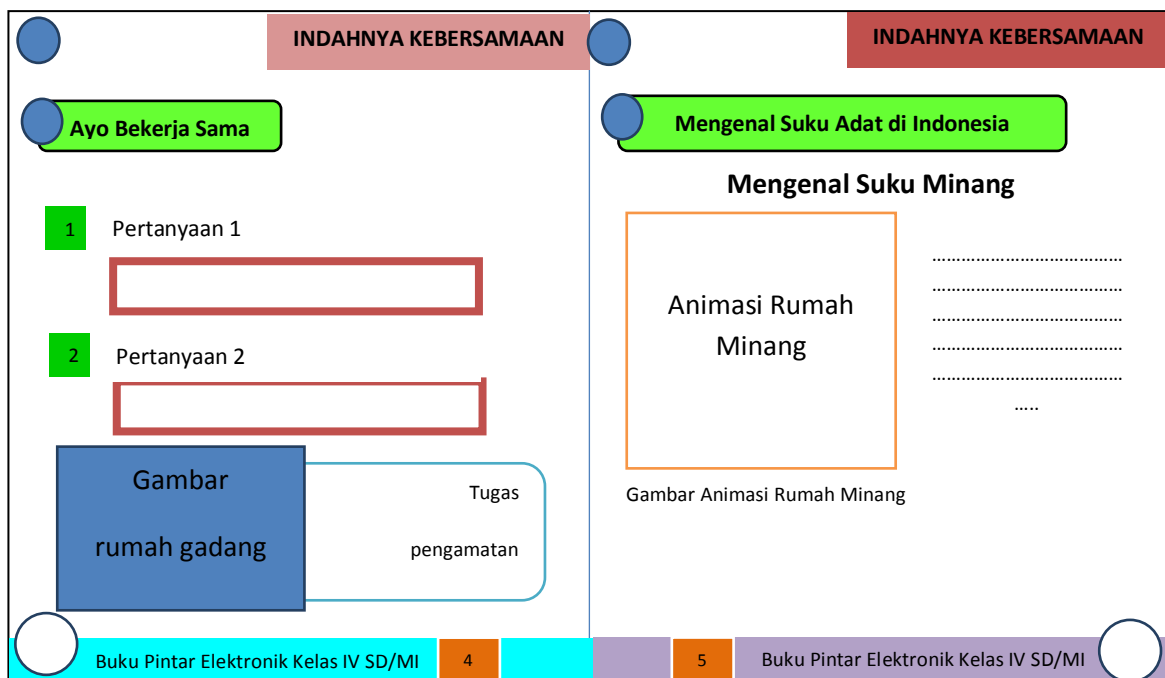 INDAHNYA KEBERSAMAAN
Ayo Bekerja Sama
1 Pertanyaan 1
2 Pertanyaan 2
Gambar
rumah gadang
Tugas
pengamatan
Buku Pintar Elektronik Kelas IV SD/MI 4
INDAHNYA KEBERSAMAAN
Mengenal Suku Adat di Indonesia
Mengenal Suku Minang
Animasi Rumah
Minang
……………………………………
……………………………………
……………………………………
……………………………………
……………………………………
…..
Gambar Animasi Rumah Minang
5 Buku Pintar Elektronik Kelas IV SD/MI